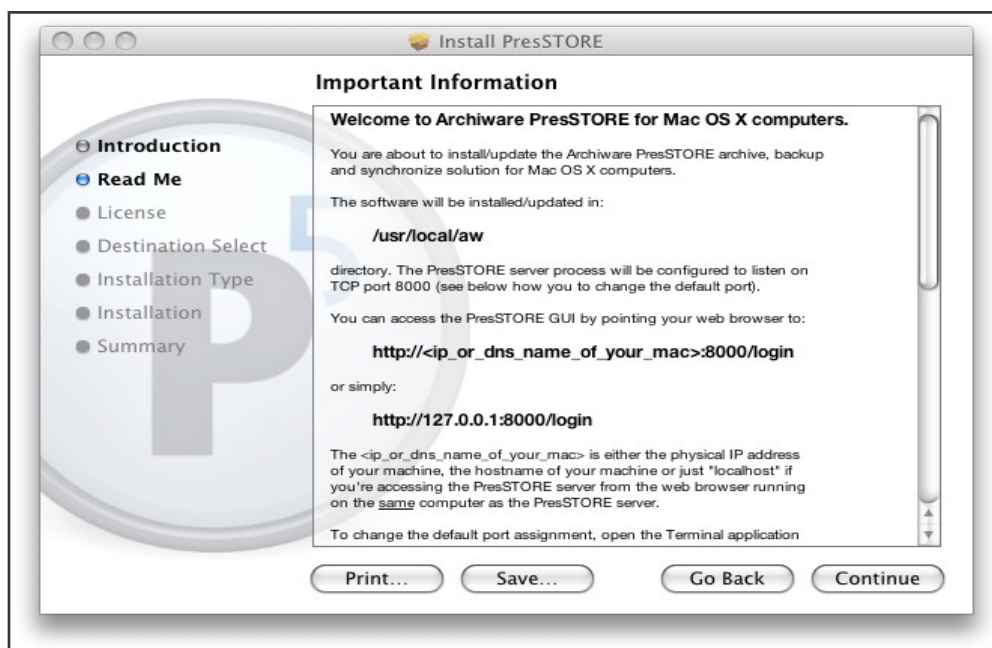 Install PresSTORE
Important Information
Introduction
Read Me
License
Destination Select
Installation Type
Installation
Summary
P5
Welcome to Archiware PresSTORE for Mac OS X computers.
You are about to install/update the Archiware PresSTORE archive, backup
and synchronize solution for Mac OS X computers.
The software will be installed/updated in:
/usr/local/aw
directory. The PresSTORE server process will be configured to listen on
TCP port 8000 (see below how you to change the default port).
You can access the PresSTORE GUI by pointing your web browser to:
http://<ip_or_dns_name_of_your_mac>:8000/login
or simply:
http://127.0.0.1:8000/login
The <ip_or_dns_name_of_your_mac> is either the physical IP address
of your machine, the hostname of your machine or just "localhost" if
you're accessing the PresSTORE server from the web browser running
on the same computer as the PresSTORE server.
To change the default port assignment, open the Terminal application
Print...
Save...
Go Back
Continue